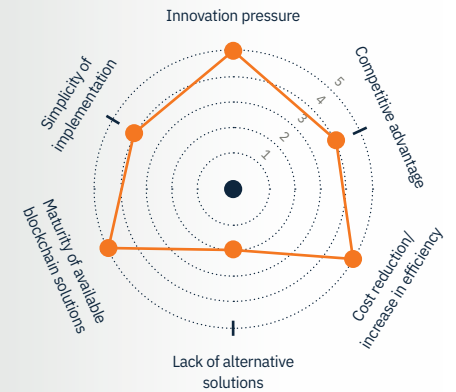 Innovation pressure
Simplicity of
implementation
Competitive advantage
5
4
3
2
1
Maturity of available
blockchain solutions
Cost reduction/
increase in efficiency
Lack of alternative
solutions